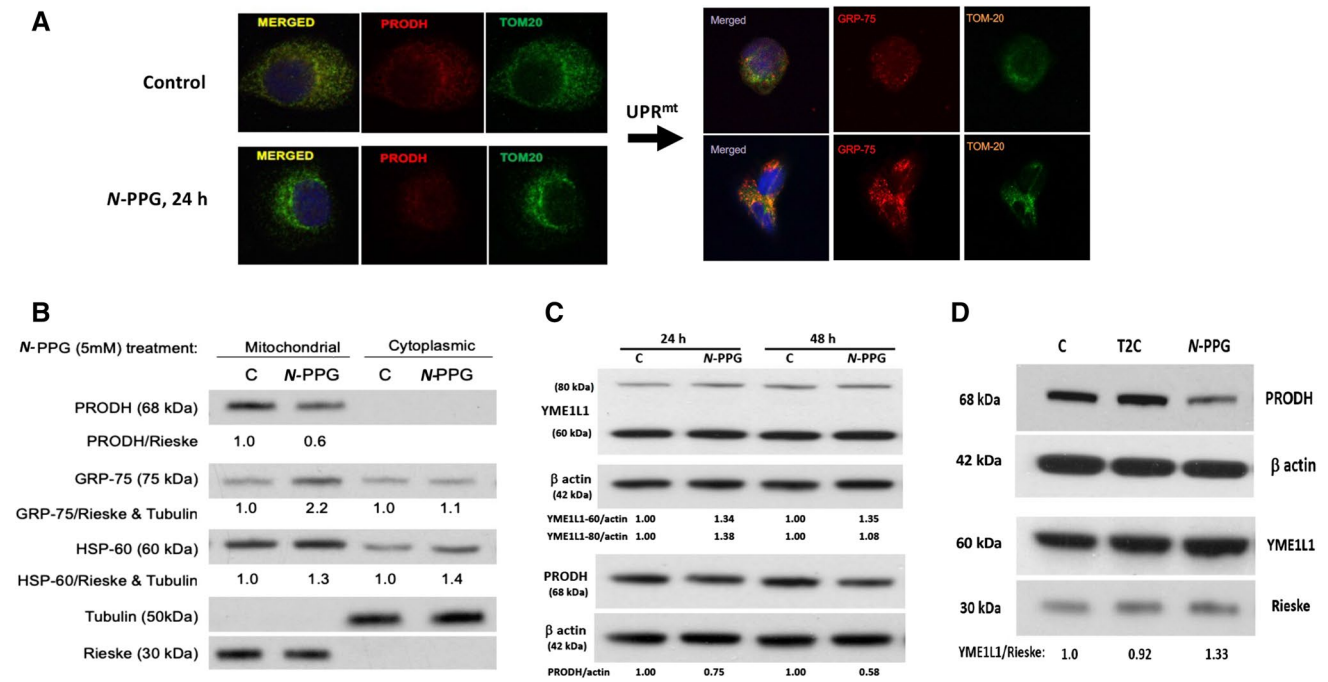 A
MERGED PRODH TOM20
Control
MERGED PRODH TOM20
N-PPG, 24 h
UPRmt
Merged GRP-75 TOM-20
Merged GRP-75 TOM-20
B
N-PPG (5mM) treatment: Mitochondrial Cytoplasmic
C N-PPG C N-PPG
PRODH (68 kDa)
PRODH/Rieske 1.0 0.6
GRP-75 (75 kDa)
GRP-75/Rieske & Tubulin 1.0 2.2 1.0 1.1
HSP-60 (60 kDa)
HSP-60/Rieske & Tubulin 1.0 1.3 1.0 1.4
Tubulin (50kDa)
Rieske (30 kDa)
C
24 h 48 h
C N-PPG C N-PPG
(80 kDa)
YME1L1
(60 kDa)
β actin
(42 kDa)
YME1L1-60/actin 1.00 1.34 1.00 1.35
YME1L1-80/actin 1.00 1.38 1.00 1.08
PRODH
(68 kDa)
β actin
(42 kDa)
PRODH/actin 1.00 0.75 1.00 0.58
D
C T2C N-PPG
68 kDa PRODH
42 kDa β actin
60 kDa YME1L1
30 kDa Rieske
YME1L1/Rieske: 1.0 0.92 1.33